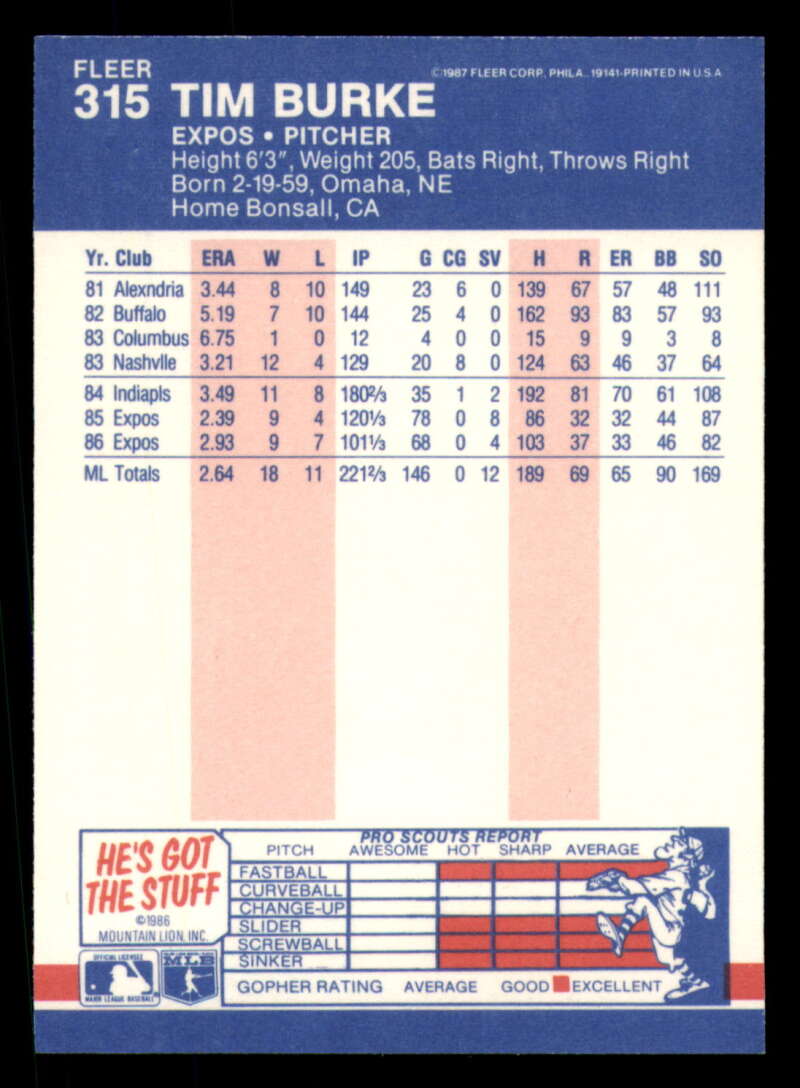 FLEER
©1987 FLEER CORP. PHILA. 19141-PRINTED IN U.S.A
315 TIM BURKE
EXPOS • PITCHER
Height 6'3", Weight 205, Bats Right, Throws Right
Born 2-19-59, Omaha, NE
Home Bonsall, CA
Yr. Club ERA W L IP G CG SV H R ER BB SO
81 Alexndria 3.44 8 10 149 23 6 0 139 67 57 48 111
82 Buffalo 5.19 7 10 144 25 4 0 162 93 83 57 93
83 Columbus 6.75 1 0 12 4 0 0 15 9 9 3 8
83 Nashvlle 3.21 12 4 129 20 8 0 124 63 46 37 64
84 Indiapls 3.49 11 8 180⅔ 35 1 2 192 81 70 61 108
85 Expos 2.39 9 4 120⅓ 78 0 8 86 32 32 44 87
86 Expos 2.93 9 7 101⅓ 68 0 4 103 37 33 46 82
ML Totals 2.64 18 11 221⅔ 146 0 12 189 69 65 90 169
HE'S GOT
THE STUFF
©1986
MOUNTAIN LION, INC.
OFFICIAL LICENSEE
MAJOR LEAGUE BASEBALL
MLB
PRO SCOUTS REPORT
PITCH AWESOME HOT SHARP AVERAGE
FASTBALL
CURVEBALL
CHANGE-UP
SLIDER
SCREWBALL
SINKER
GOPHER RATING AVERAGE GOOD EXCELLENT